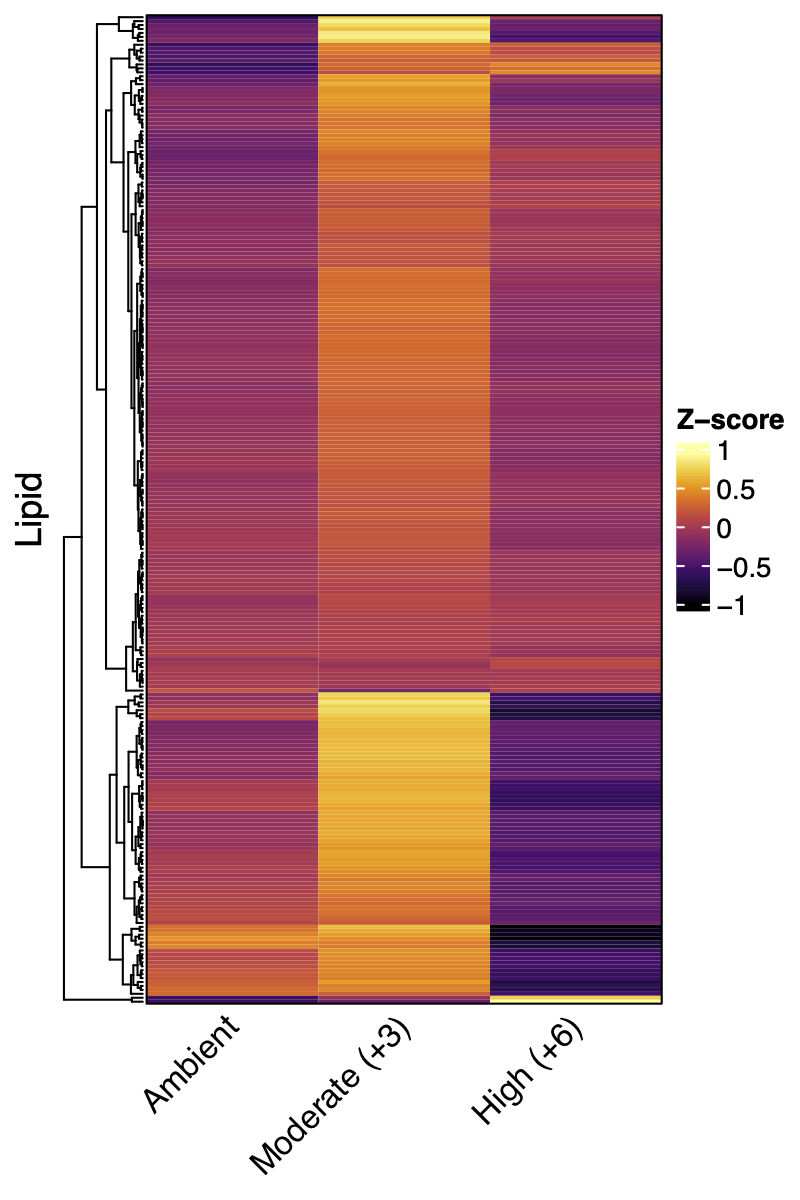 Lipid
Z−score
1
0.5
0
−0.5
−1
Ambient
Moderate (+3)
High (+6)